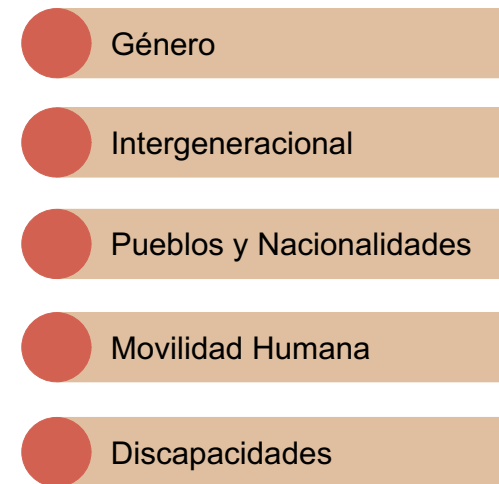 Género
Intergeneracional
Pueblos y Nacionalidades
Movilidad Humana
Discapacidades